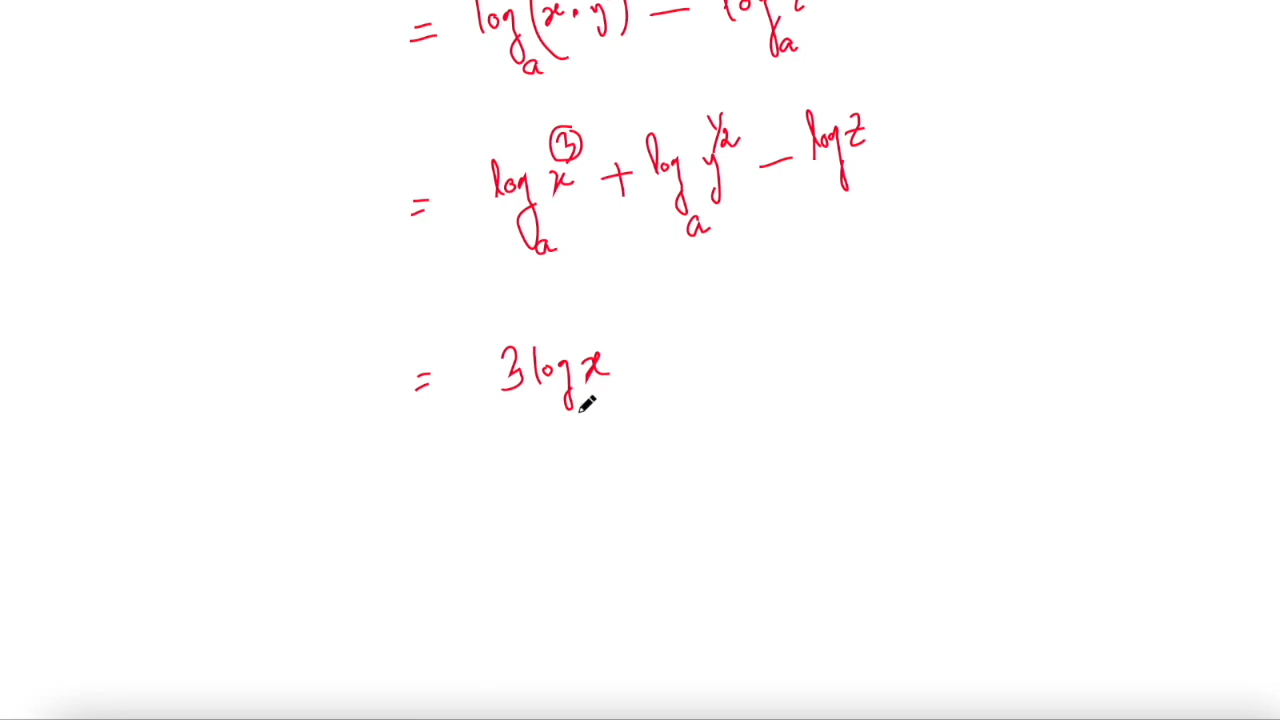 = log_a(x · y) − log_a z
= log_a x^③ + log_a y^1/2 − log z
= 3 log x